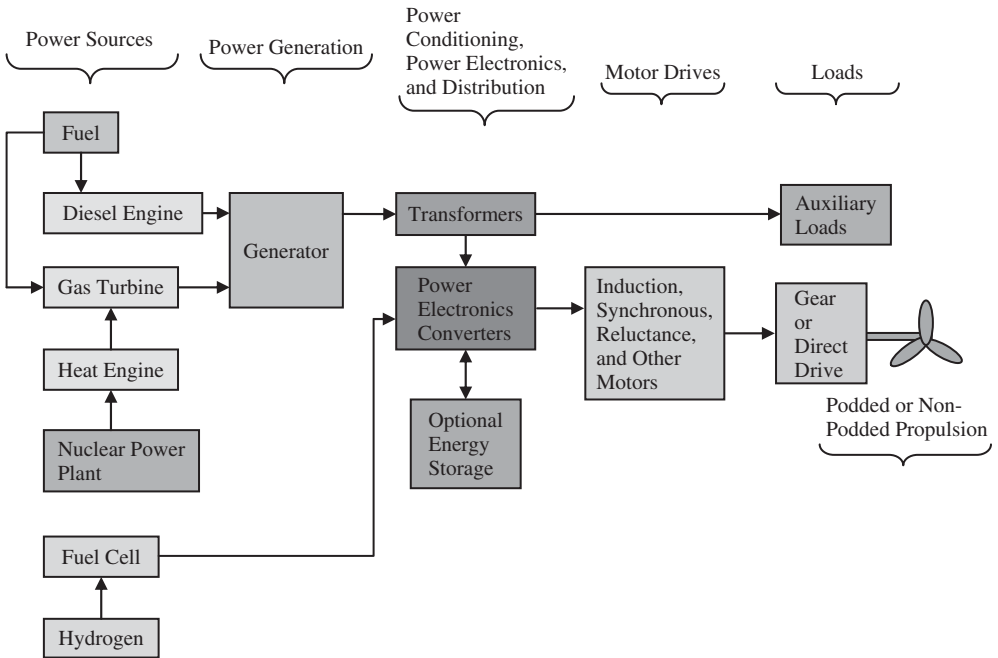 Power Sources
Power Generation
Power
Conditioning,
Power Electronics,
and Distribution
Motor Drives
Loads
Fuel
Diesel Engine
Gas Turbine
Heat Engine
Nuclear Power
Plant
Fuel Cell
Hydrogen
Generator
Transformers
Power
Electronics
Converters
Optional
Energy
Storage
Induction,
Synchronous,
Reluctance,
and Other
Motors
Auxiliary
Loads
Gear
or
Direct
Drive
Podded or Non-
Podded Propulsion